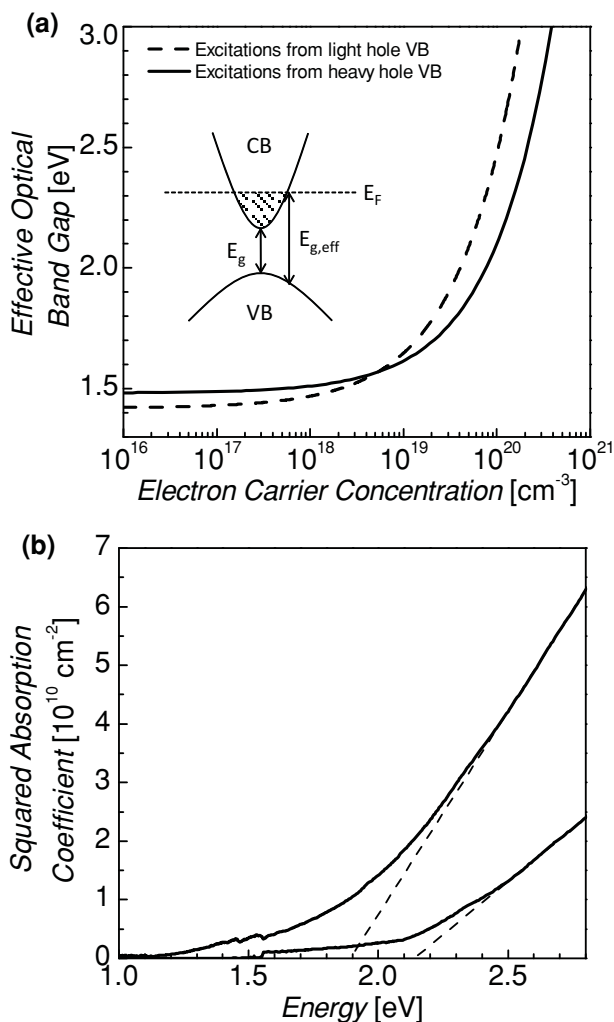 (a)
3.0
2.5
2.0
1.5
Effective Optical
Band Gap [eV]
Excitations from light hole VB
Excitations from heavy hole VB
CB
E_F
E_g
E_{g,eff}
VB
10^16 10^17 10^18 10^19 10^20 10^21
Electron Carrier Concentration [cm^-3]
(b)
7
6
5
4
3
2
1
0
Squared Absorption
Coefficient [10^10 cm^-2]
1.0 1.5 2.0 2.5
Energy [eV]